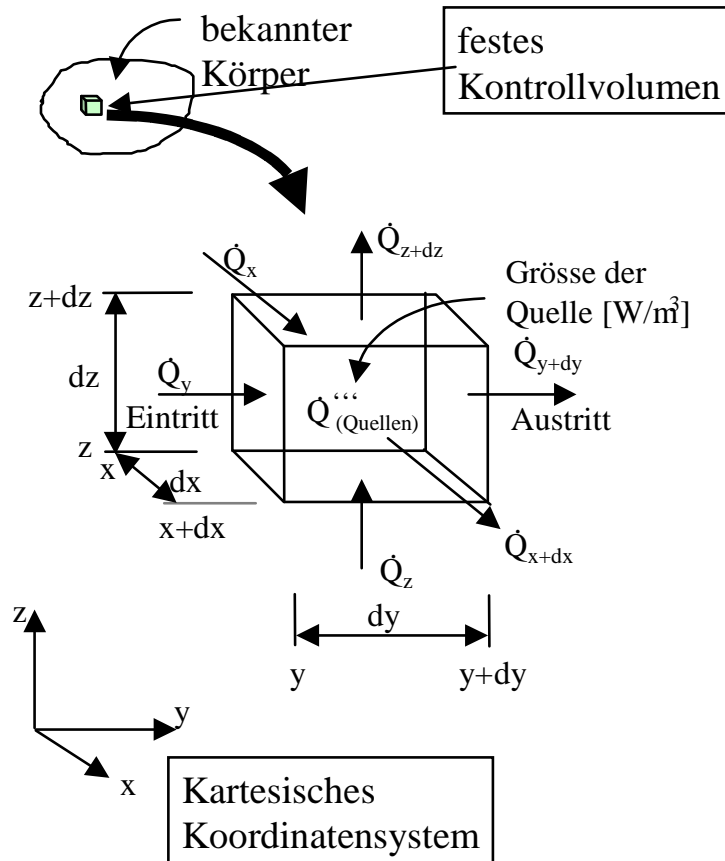 bekannter
Körper
festes
Kontrollvolumen
Q̇z+dz
Q̇x
Grösse der
Quelle [W/m³]
z+dz
Q̇y+dy
dz
Q̇y
Eintritt
Q̇‘‘‘(Quellen)
Austritt
z
x
dx
x+dx
Q̇x+dx
Q̇z
dy
y
y+dy
z
y
x
Kartesisches
Koordinatensystem